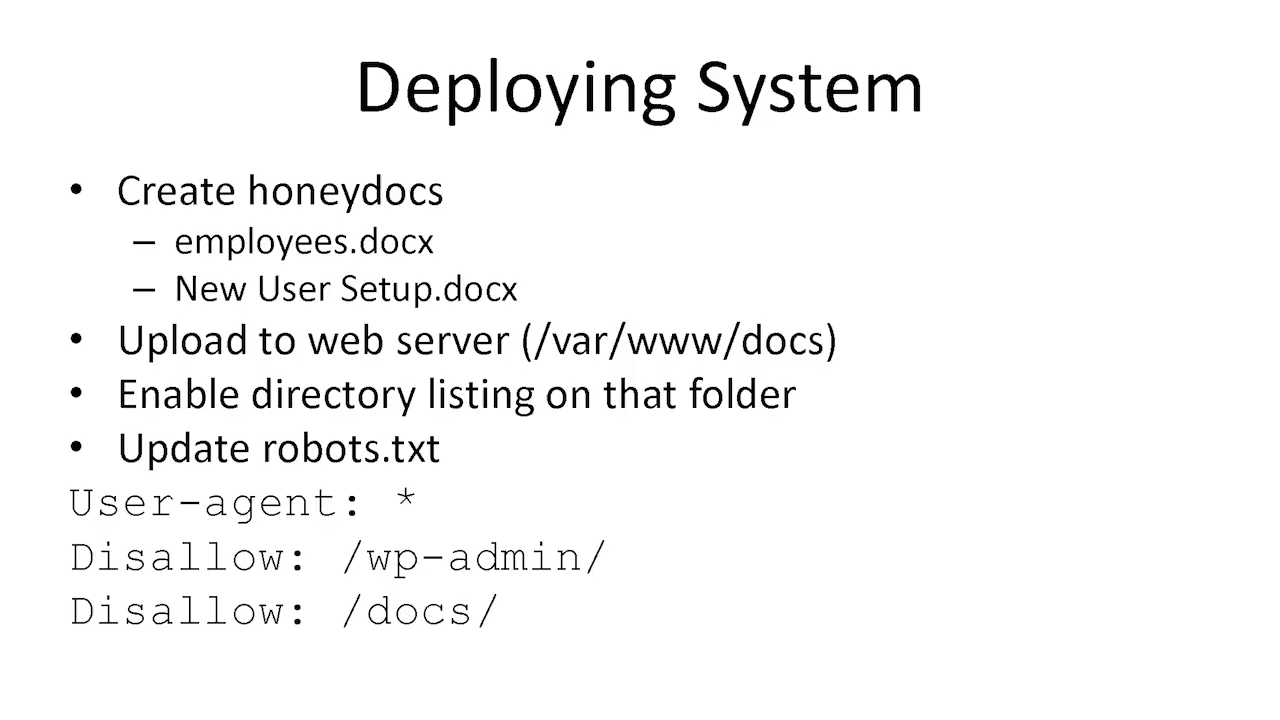 Deploying System
• Create honeydocs
– employees.docx
– New User Setup.docx
• Upload to web server (/var/www/docs)
• Enable directory listing on that folder
• Update robots.txt
User-agent: *
Disallow: /wp-admin/
Disallow: /docs/